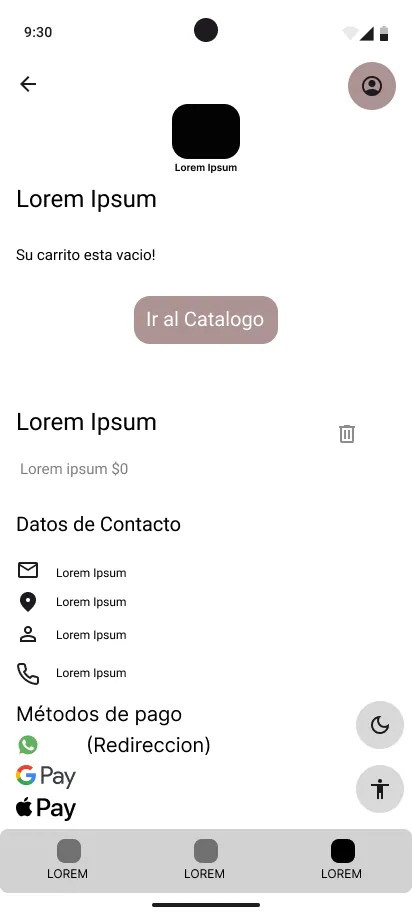 9:30
Lorem Ipsum
Lorem Ipsum
Su carrito esta vacio!
Ir al Catalogo
Lorem Ipsum
Lorem ipsum $0
Datos de Contacto
Lorem Ipsum
Lorem Ipsum
Lorem Ipsum
Lorem Ipsum
Métodos de pago
(Redireccion)
G Pay
Pay
LOREM LOREM LOREM